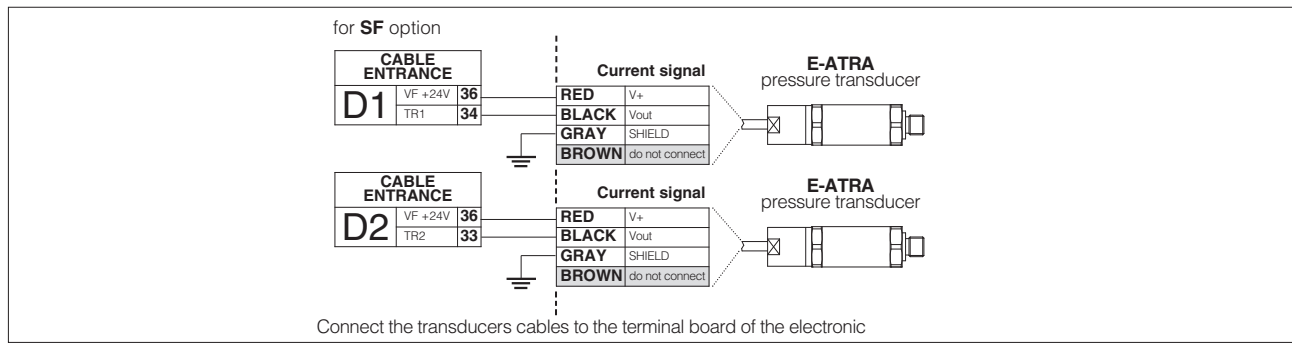 for SF option
CABLE ENTRANCE
D1
VF +24V 36
TR1 34
Current signal
RED V+
BLACK Vout
GRAY SHIELD
BROWN do not connect
E-ATRA
pressure transducer
CABLE ENTRANCE
D2
VF +24V 36
TR2 33
Current signal
RED V+
BLACK Vout
GRAY SHIELD
BROWN do not connect
E-ATRA
pressure transducer
Connect the transducers cables to the terminal board of the electronic